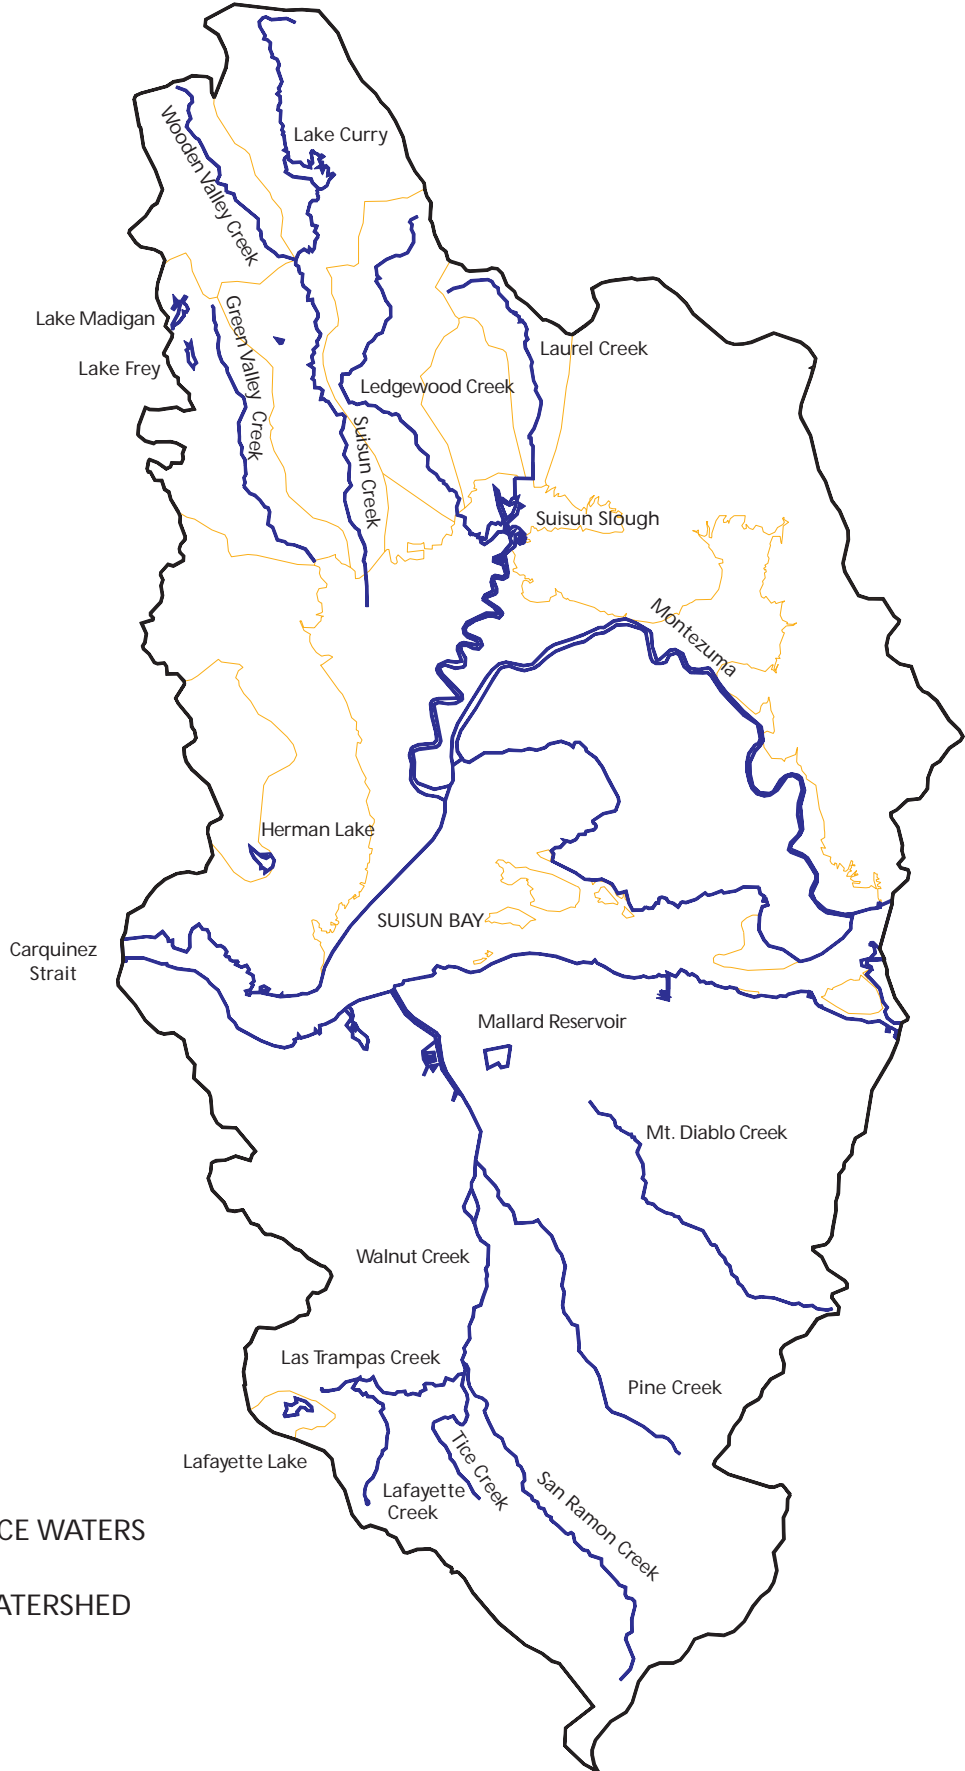 Lake Curry
Wooden Valley Creek
Lake Madigan
Green Valley Creek
Laurel Creek
Lake Frey
Ledgewood Creek
Suisun Creek
Suisun Slough
Montezuma
Herman Lake
SUISUN BAY
Carquinez
Strait
Mallard Reservoir
Mt. Diablo Creek
Walnut Creek
Las Trampas Creek
Pine Creek
Lafayette Lake
Tice Creek
Lafayette
Creek
San Ramon Creek
CE WATERS
ATERSHED